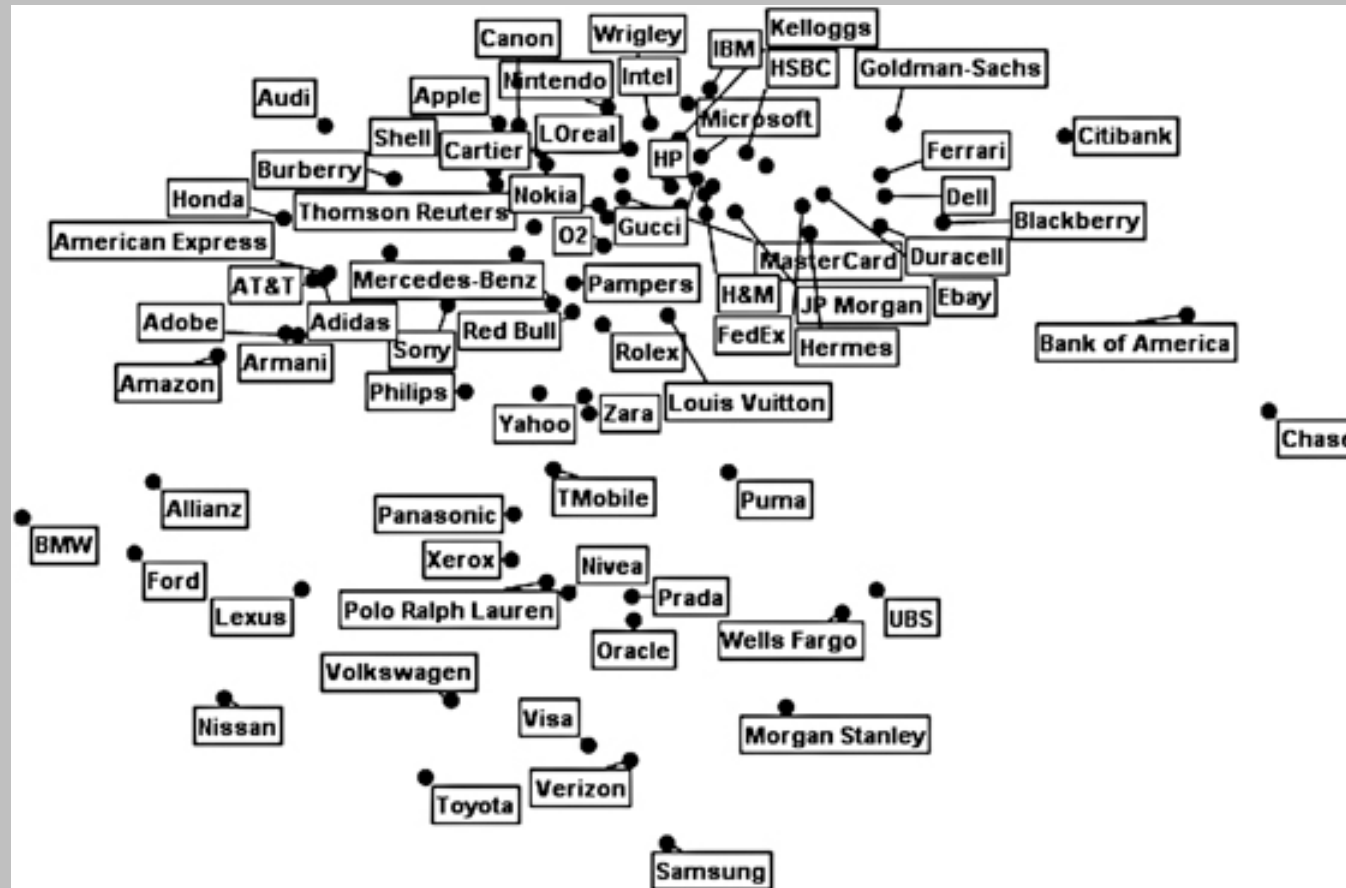 Canon
Wrigley
Kelloggs
IBM
Nintendo
Intel
HSBC
Goldman-Sachs
Audi
Apple
Microsoft
Shell
Cartier
LOreal
Citibank
Burberry
HP
Ferrari
Honda
Thomson Reuters
Nokia
Dell
Blackberry
American Express
O2
Gucci
MasterCard
Duracell
AT&T
Mercedes-Benz
Pampers
H&M
JP Morgan
Ebay
Adobe
Adidas
Sony
Red Bull
Rolex
FedEx
Hermes
Bank of America
Armani
Amazon
Philips
Yahoo
Zara
Louis Vuitton
Chase
Allianz
Panasonic
TMobile
Puma
BMW
Ford
Xerox
Nivea
Lexus
Polo Ralph Lauren
Prada
UBS
Oracle
Wells Fargo
Volkswagen
Nissan
Visa
Morgan Stanley
Toyota
Verizon
Samsung